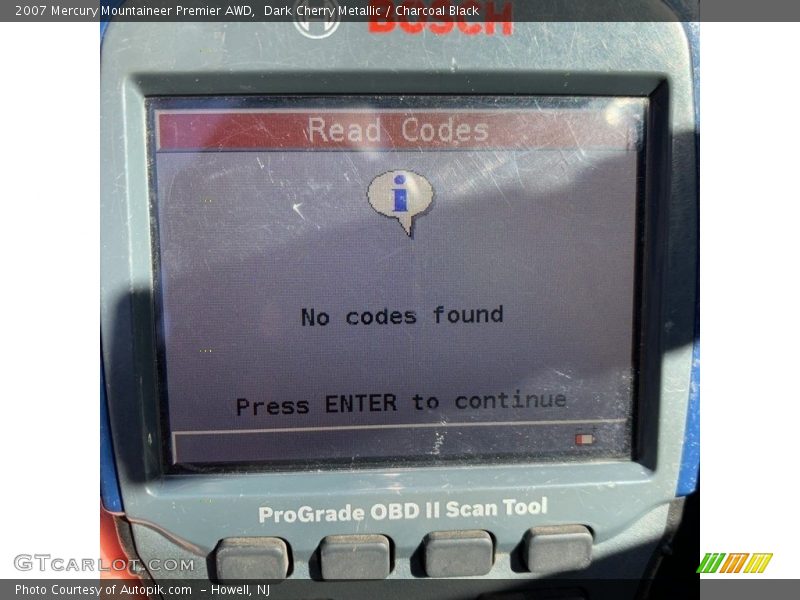 2007 Mercury Mountaineer Premier AWD,  Dark Cherry Metallic / Charcoal Black
BOSCH
Read Codes
i
No codes found
Press ENTER to continue
ProGrade OBD II Scan Tool
GTCARLOT.COM
Photo Courtesy of Autopik.com  – Howell, NJ